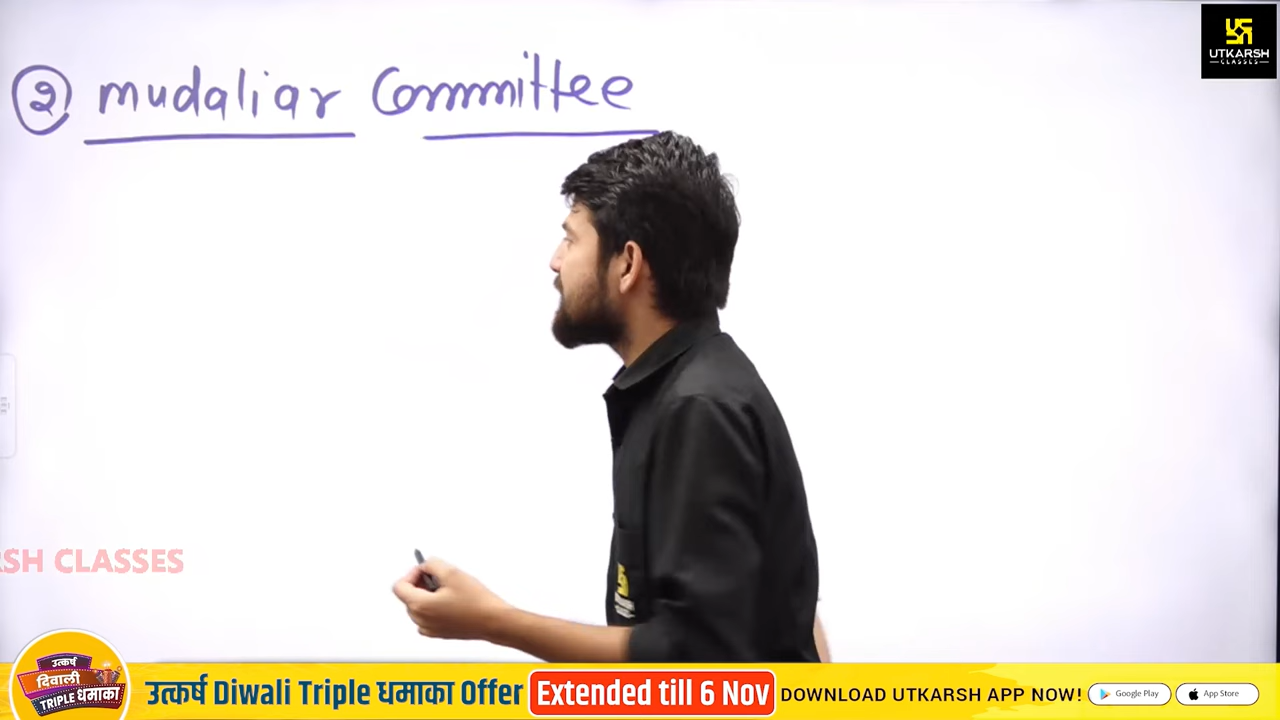 ② mudaliar Committee
UTKARSH
CLASSES
RSH CLASSES
उत्कर्ष
दिवाली
TRIPLE धमाका
उत्कर्ष Diwali Triple धमाका Offer Extended till 6 Nov DOWNLOAD UTKARSH APP NOW! Google Play App Store